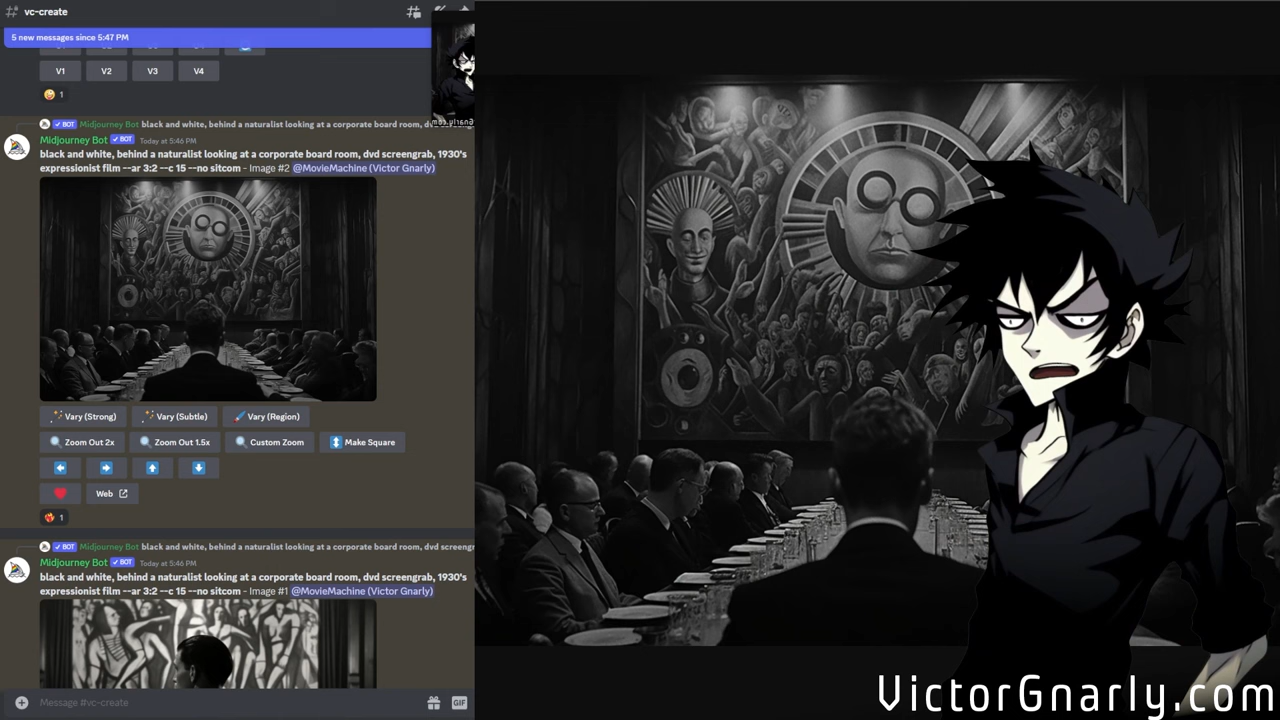 vc-create
5 new messages since 5:47 PM
V1 V2 V3 V4
1
BOT Midjourney Bot black and white, behind a naturalist looking at a corporate board room,
Midjourney Bot BOT Today at 5:46 PM
black and white, behind a naturalist looking at a corporate board room, dvd screengrab, 1930's
expressionist film --ar 3:2 --c 15 --no sitcom - Image #2 @MovieMachine (Victor Gnarly)
Vary (Strong) Vary (Subtle) Vary (Region)
Zoom Out 2x Zoom Out 1.5x Custom Zoom Make Square
Web
1
BOT Midjourney Bot black and white, behind a naturalist looking at a corporate board room, dvd screengr
Midjourney Bot BOT Today at 5:46 PM
black and white, behind a naturalist looking at a corporate board room, dvd screengrab, 1930's
expressionist film --ar 3:2 --c 15 --no sitcom - Image #1 @MovieMachine (Victor Gnarly)
Message #vc-create
GIF
VictorGnarly.com